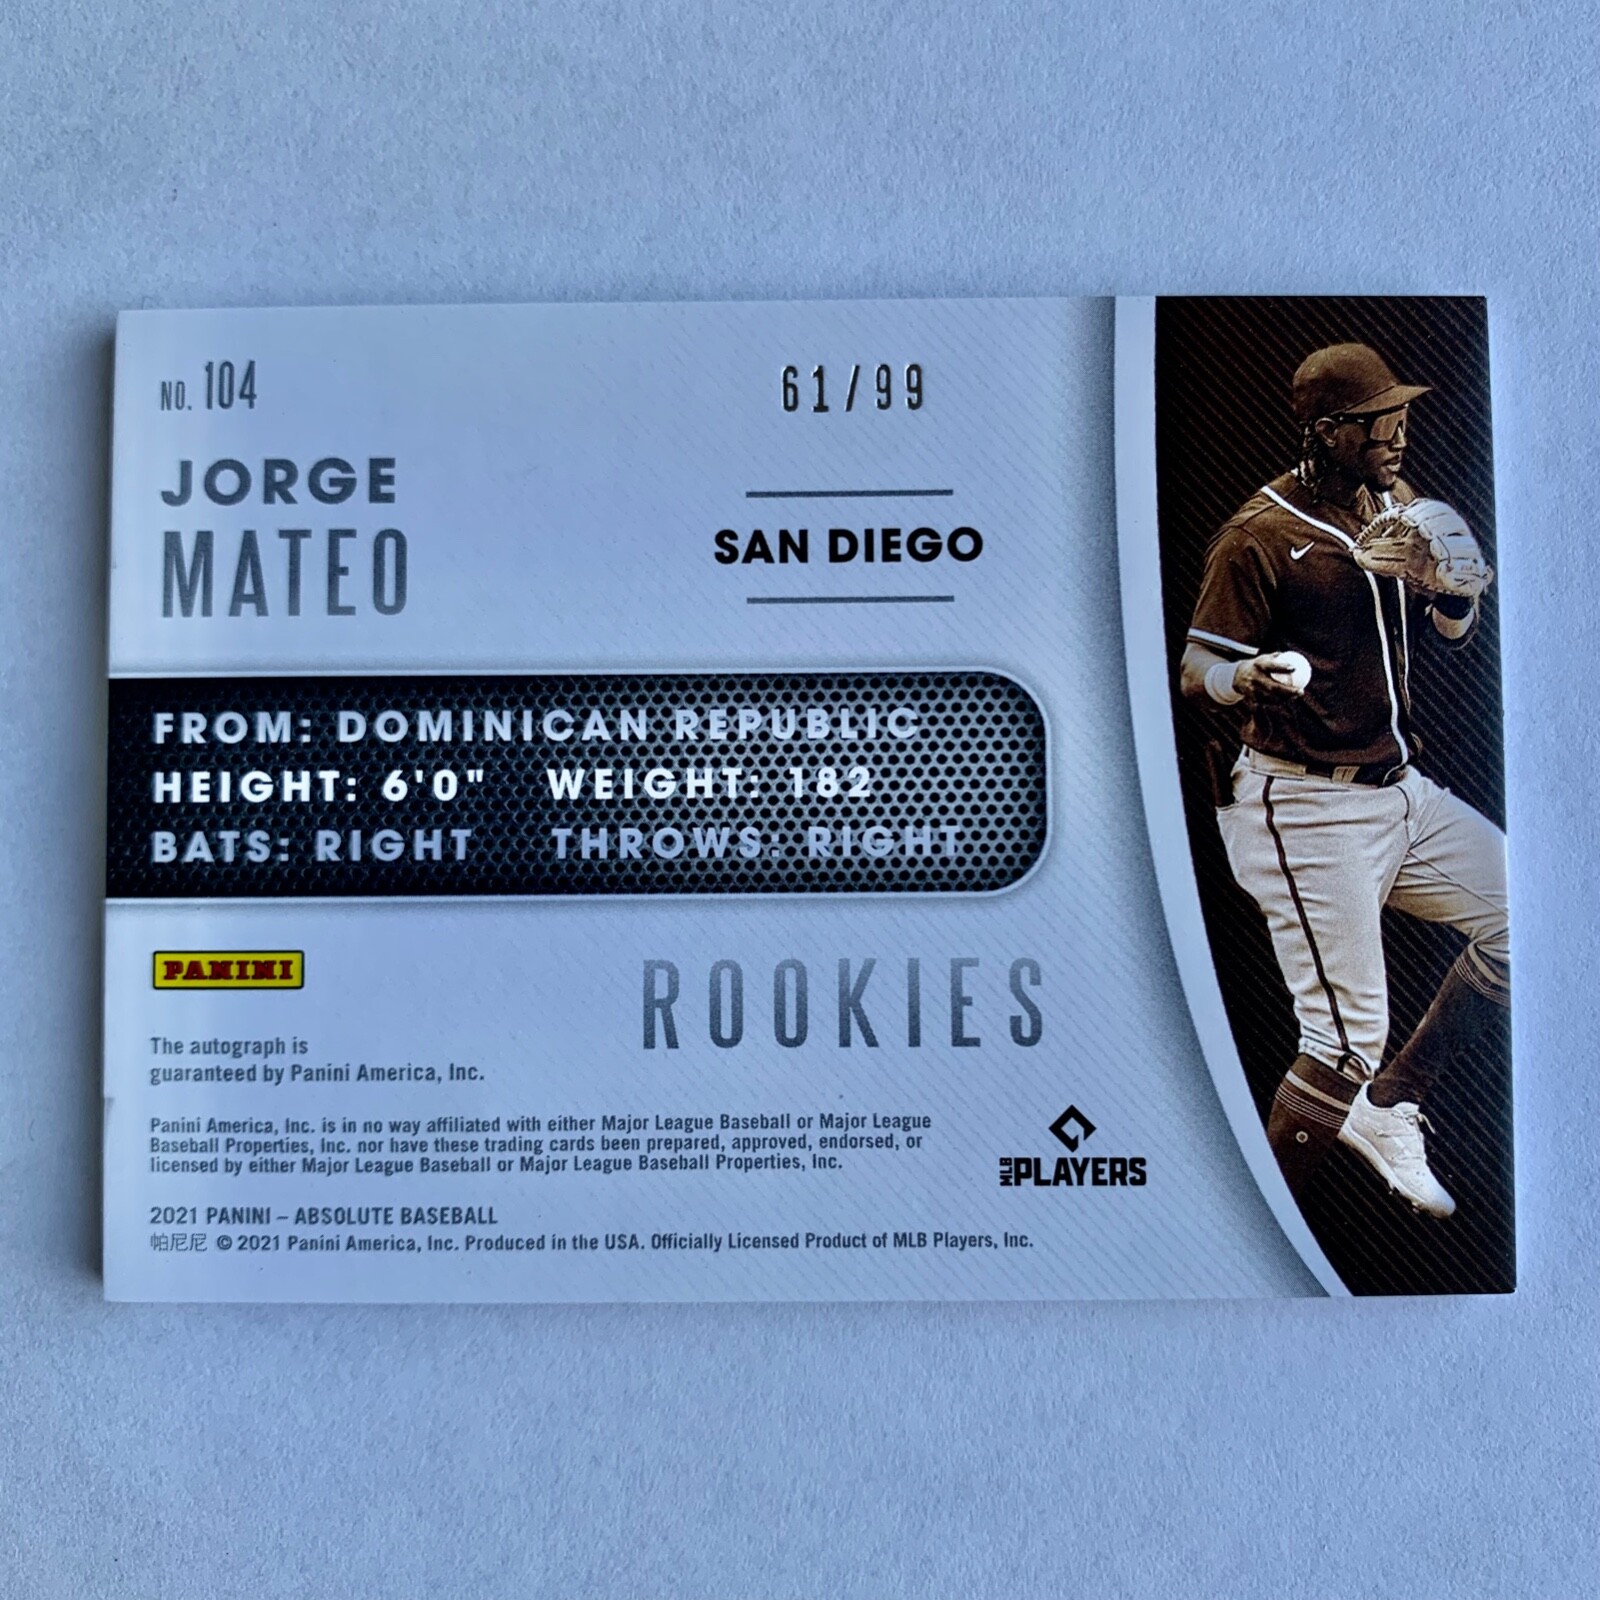 NO. 104
61/99
JORGE
MATEO
SAN DIEGO
FROM: DOMINICAN REPUBLIC
HEIGHT: 6'0" WEIGHT: 182
BATS: RIGHT THROWS: RIGHT
PANINI
ROOKIES
The autograph is
guaranteed by Panini America, Inc.
Panini America, Inc. is in no way affiliated with either Major League Baseball or Major League
Baseball Properties, Inc. nor have these trading cards been prepared, approved, endorsed, or
licensed by either Major League Baseball or Major League Baseball Properties, Inc.
MLB PLAYERS
2021 PANINI – ABSOLUTE BASEBALL
帕尼尼 © 2021 Panini America, Inc. Produced in the USA. Officially Licensed Product of MLB Players, Inc.